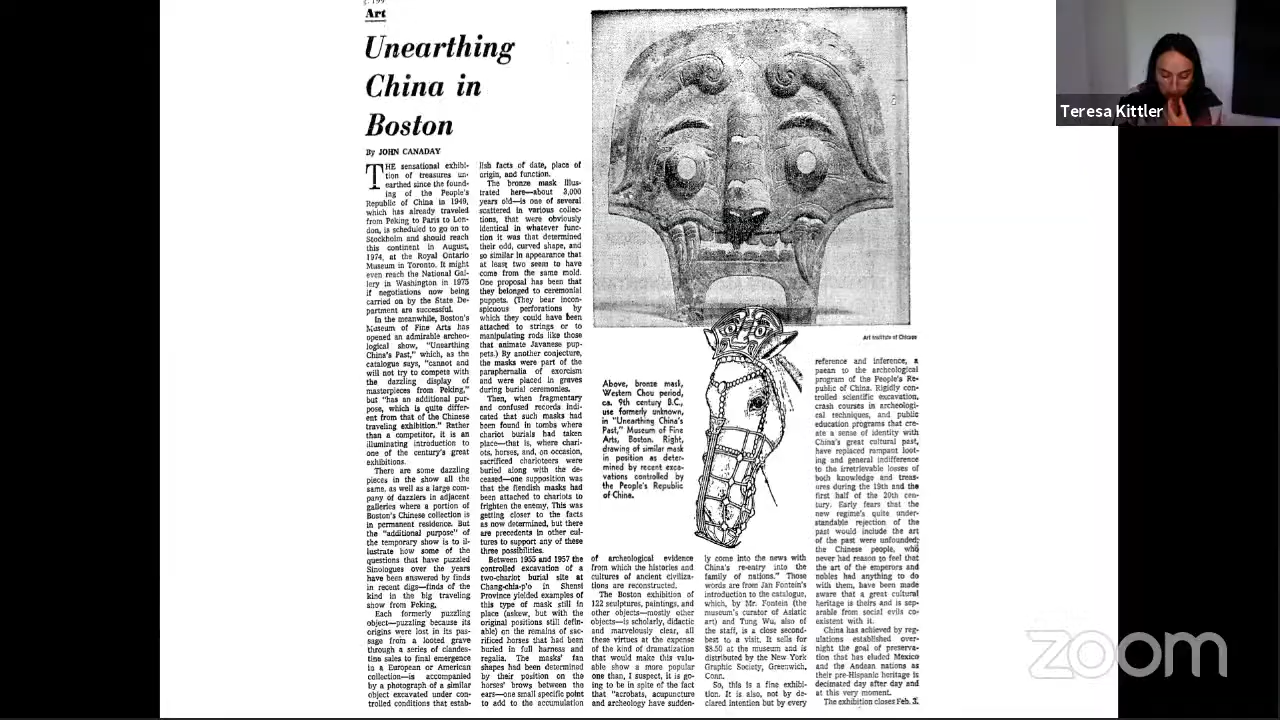 Art
Unearthing
China in
Boston
By JOHN CANADAY
THE sensational exhibi-
tion of treasures un-
earthed since the found-
ing of the People's
Republic of China in 1949,
which has already traveled
from Peking to Paris to Lon-
don, is scheduled to go on to
Stockholm and should reach
this continent in August,
1974, at the Royal Ontario
Museum in Toronto. It might
even reach the National Gal-
lery in Washington in 1975
if negotiations now being
carried on by the State De-
partment are successful.
In the meanwhile, Boston's
Museum of Fine Arts has
opened an admirable archeo-
logical show, "Unearthing
China's Past," which, as the
catalogue says, "cannot and
will not try to compete with
the dazzling display of
masterpieces from Peking,"
but "has an additional pur-
pose, which is quite differ-
ent from that of the Chinese
traveling exhibition." Rather
than a competitor, it is an
illuminating introduction to
one of the century's great
exhibitions.
There are some dazzling
pieces in the show all the
same, as well as a large com-
pany of dazzlers in adjacent
galleries where a portion of
Boston's Chinese collection is
in permanent residence. But
the "additional purpose" of
the temporary show is to il-
lustrate how some of the
questions that have puzzled
Sinologues over the years
have been answered by finds
in recent digs—finds of the
kind in the big traveling
show from Peking.
Each formerly puzzling
object—puzzling because its
origins were lost in its pas-
sage from a looted grave
through a series of clandes-
tine sales to final emergence
in a European or American
collection—is accompanied
by a photograph of a similar
object excavated under con-
trolled conditions that estab-
lish facts of date, place of
origin, and function.
The bronze mask illus-
trated here—about 3,000
years old—is one of several
scattered in various collec-
tions, that were obviously
identical in whatever func-
tion it was that determined
their odd, curved shape, and
so similar in appearance that
at least two seem to have
come from the same mold.
One proposal has been that
they belonged to ceremonial
puppets. (They bear incon-
spicuous perforations by
which they could have been
attached to strings or to
manipulating rods like those
that animate Javanese pup-
pets.) By another conjecture,
the masks were part of the
paraphernalia of exorcism
and were placed in graves
during burial ceremonies.
Then, when fragmentary
and confused records indi-
cated that such masks had
been found in tombs where
chariot burials had taken
place—that is, where chari-
ots, horses, and, on occasion,
sacrificed charioteers were
buried along with the de-
ceased—one supposition was
that the fiendish masks had
been attached to chariots to
frighten the enemy. This was
getting closer to the facts
as now determined, but there
are precedents in other cul-
tures to support any of these
three possibilities.
Between 1955 and 1957 the
controlled excavation of a
two-chariot burial site at
Chang-chia-p'o in Shensi
Province yielded examples of
this type of mask still in
place (askew, but with the
original positions still defin-
able) on the remains of sac-
rificed horses that had been
buried in full harness and
regalia. The masks' fan
shapes had been determined
by their position on the
horses' brows between the
ears—one small specific point
to add to the accumulation
Art Institute of Chicago
Above, bronze mask,
Western Chou period,
ca. 9th century B.C.,
use formerly unknown,
in "Unearthing China's
Past," Museum of Fine
Arts, Boston. Right,
drawing of similar mask
in position as deter-
mined by recent exca-
vations controlled by
the People's Republic
of China.
of archeological evidence
from which the histories and
cultures of ancient civiliza-
tions are reconstructed.
The Boston exhibition of
122 sculptures, paintings, and
other objects—mostly other
objects—is scholarly, didactic
and marvelously clear, all
these virtues at the expense
of the kind of dramatization
that would make this valu-
able show a more popular
one than, I suspect, it is go-
ing to be in spite of the fact
that "acrobats, acupuncture
and archeology have sudden-
ly come into the news with
China's re-entry into the
family of nations." Those
words are from Jan Fontein's
introduction to the catalogue,
which, by Mr. Fontein (the
museum's curator of Asiatic
art) and Tung Wu, also of
the staff, is a close second-
best to a visit. It sells for
$8.50 at the museum and is
distributed by the New York
Graphic Society, Greenwich,
Conn.
So, this is a fine exhibi-
tion. It is also, not by de-
clared intention but by every
reference and inference, a
paean to the archeological
program of the People's Re-
public of China. Rigidly con-
trolled scientific excavation,
crash courses in archeologi-
cal techniques, and public
education programs that cre-
ate a sense of identity with
China's great cultural past,
have replaced rampant loot-
ing and general indifference
to the irretrievable losses of
both knowledge and treas-
ures during the 19th and the
first half of the 20th cen-
tury. Early fears that the
new regime's quite under-
standable rejection of the
past would include the art
of the past were unfounded;
the Chinese people, who
never had reason to feel that
the art of the emperors and
nobles had anything to do
with them, have been made
aware that a great cultural
heritage is theirs and is sep-
arable from social evils co-
existent with it.
China has achieved by reg-
ulations established over-
night the goal of preserva-
tion that has eluded Mexico
and the Andean nations as
their pre-Hispanic heritage is
decimated day after day and
at this very moment.
The exhibition closes Feb. 3.
Teresa Kittler
zoom